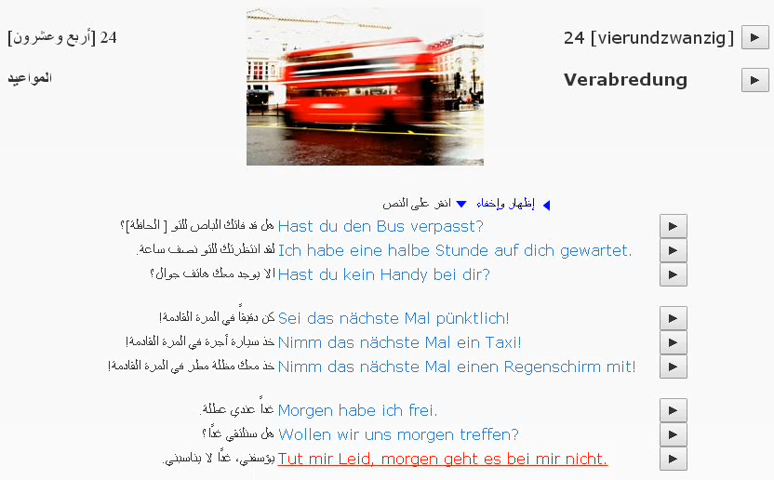 24 [أربع وعشرون]
24 [vierundzwanzig]
المواعيد
Verabredung
إظهار وإخفاء انقر على النص
هل قد فاتك الباص للتو [ الحافلة]؟ Hast du den Bus verpasst?
لقد انتظرتك للتو نصف ساعة. Ich habe eine halbe Stunde auf dich gewartet.
ألا يوجد معك هاتف جوال؟ Hast du kein Handy bei dir?
كن دقيقاً في المرة القادمة! Sei das nächste Mal pünktlich!
خذ سيارة أجرة في المرة القادمة! Nimm das nächste Mal ein Taxi!
خذ معك مظلة مطر في المرة القادمة! Nimm das nächste Mal einen Regenschirm mit!
غداً عندي عطلة. Morgen habe ich frei.
هل سنلتقي غدًا؟ Wollen wir uns morgen treffen?
يؤسفني، غدًا لا يناسبني. Tut mir Leid, morgen geht es bei mir nicht.